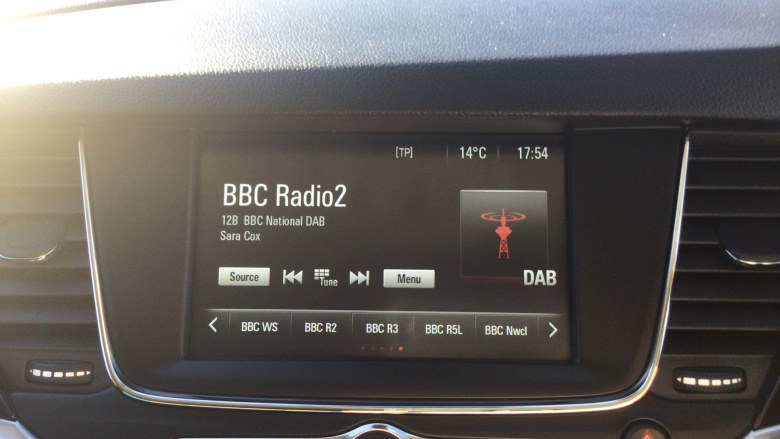 [TP] 14°C 17:54
BBC Radio2
12B BBC National DAB
Sara Cox
DAB
Source Tune Menu
BBC WS BBC R2 BBC R3 BBC R5L BBC Nwcl